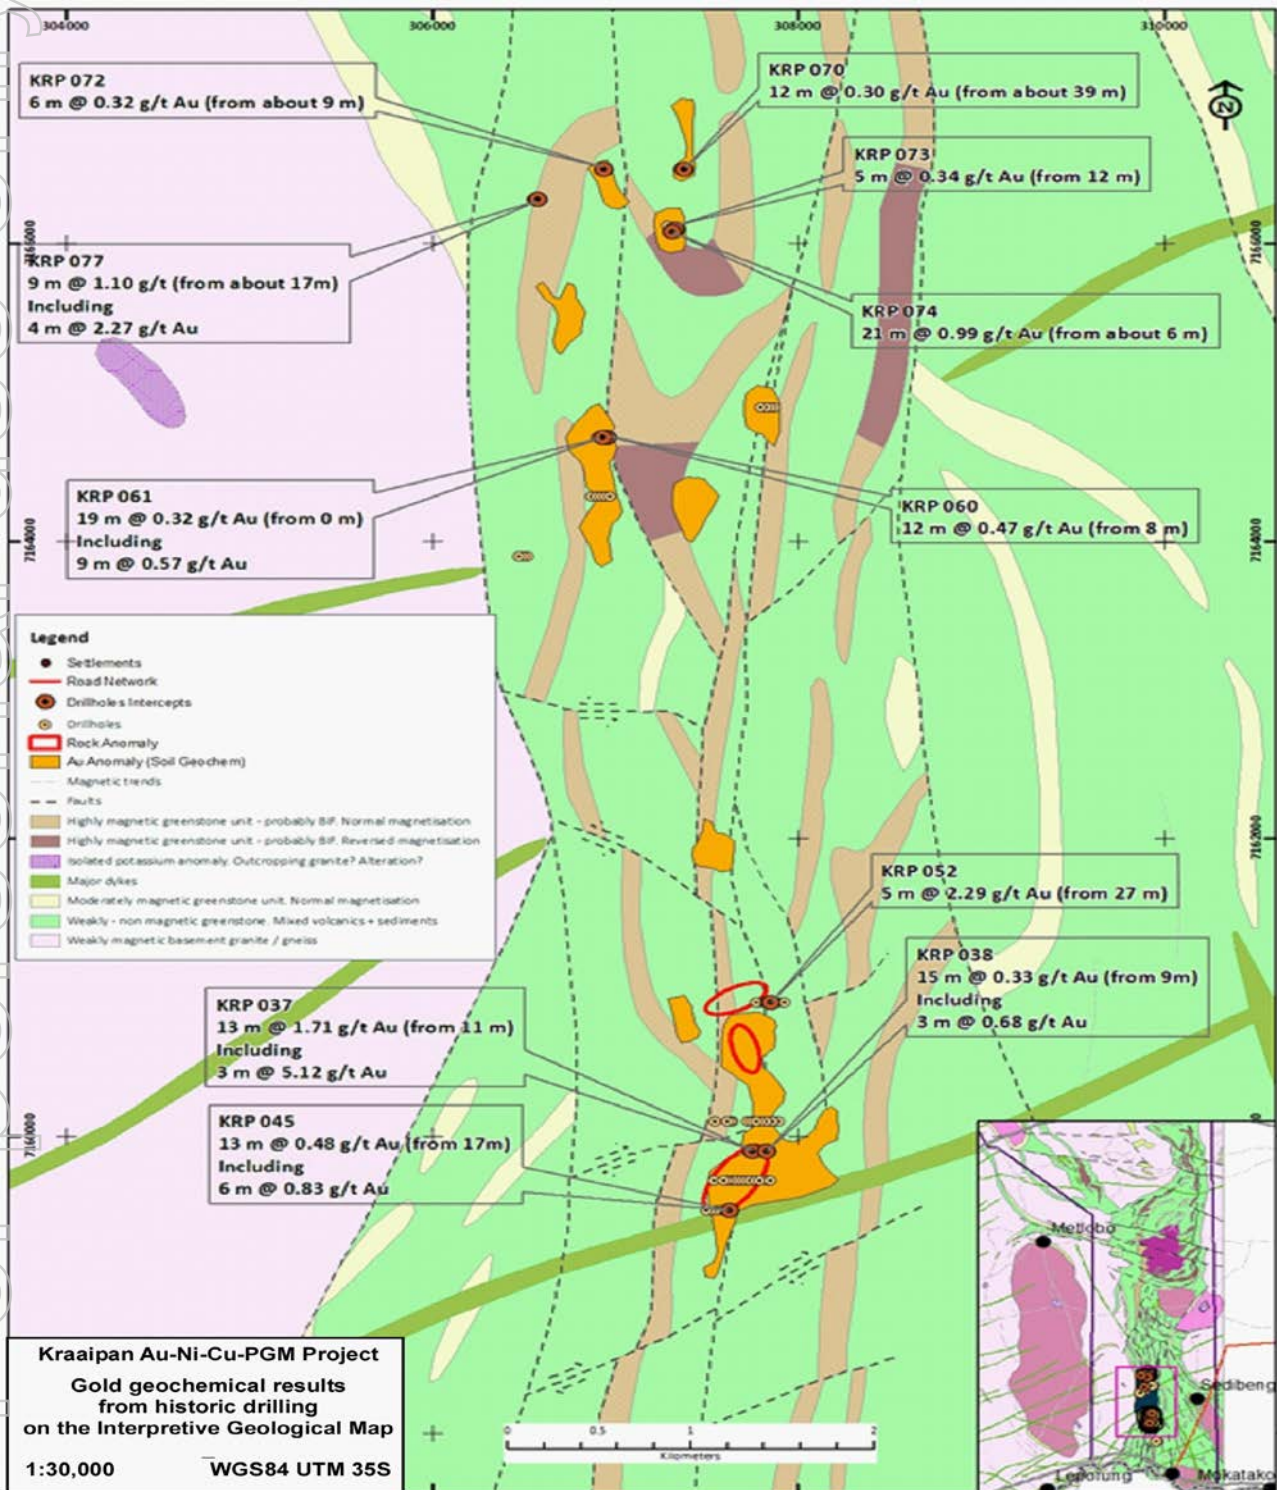 304000
306000
308000
310000
KRP 072
6 m @ 0.32 g/t Au (from about 9 m)
KRP 070
12 m @ 0.30 g/t Au (from about 39 m)
N
KRP 073
5 m @ 0.34 g/t Au (from 12 m)
7166000
7166000
KRP 077
9 m @ 1.10 g/t (from about 17m)
Including
4 m @ 2.27 g/t Au
KRP 074
21 m @ 0.99 g/t Au (from about 6 m)
KRP 061
19 m @ 0.32 g/t Au (from 0 m)
Including
9 m @ 0.57 g/t Au
KRP 060
12 m @ 0.47 g/t Au (from 8 m)
7164000
7164000
Legend
Settlements
Road Network
Drillholes Intercepts
Drillholes
Rock Anomaly
Au Anomaly (Soil Geochem)
Magnetic trends
Faults
Highly magnetic greenstone unit - probably BIF. Normal magnetisation
Highly magnetic greenstone unit - probably BIF. Reversed magnetisation
Isolated potassium anomaly. Outcropping granite? Alteration?
Major dykes
Moderately magnetic greenstone unit. Normal magnetisation
Weakly - non magnetic greenstone. Mixed volcanics + sediments
Weakly magnetic basement granite / gneiss
7162000
KRP 052
5 m @ 2.29 g/t Au (from 27 m)
KRP 038
15 m @ 0.33 g/t Au (from 9m)
Including
3 m @ 0.68 g/t Au
KRP 037
13 m @ 1.71 g/t Au (from 11 m)
Including
3 m @ 5.12 g/t Au
KRP 045
13 m @ 0.48 g/t Au (from 17m)
Including
6 m @ 0.83 g/t Au
7160000
Metlobo
Sedibeng
Leporung
Mokatako
Kraaipan Au-Ni-Cu-PGM Project
Gold geochemical results
from historic drilling
on the Interpretive Geological Map
1:30,000 WGS84 UTM 35S
0 0.5 1 2
Kilometers